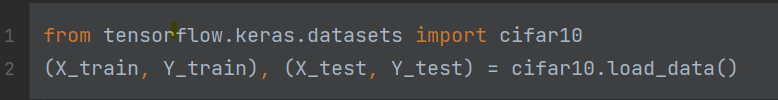 1 from tensorflow.keras.datasets import cifar10
2 (X_train, Y_train), (X_test, Y_test) = cifar10.load_data()